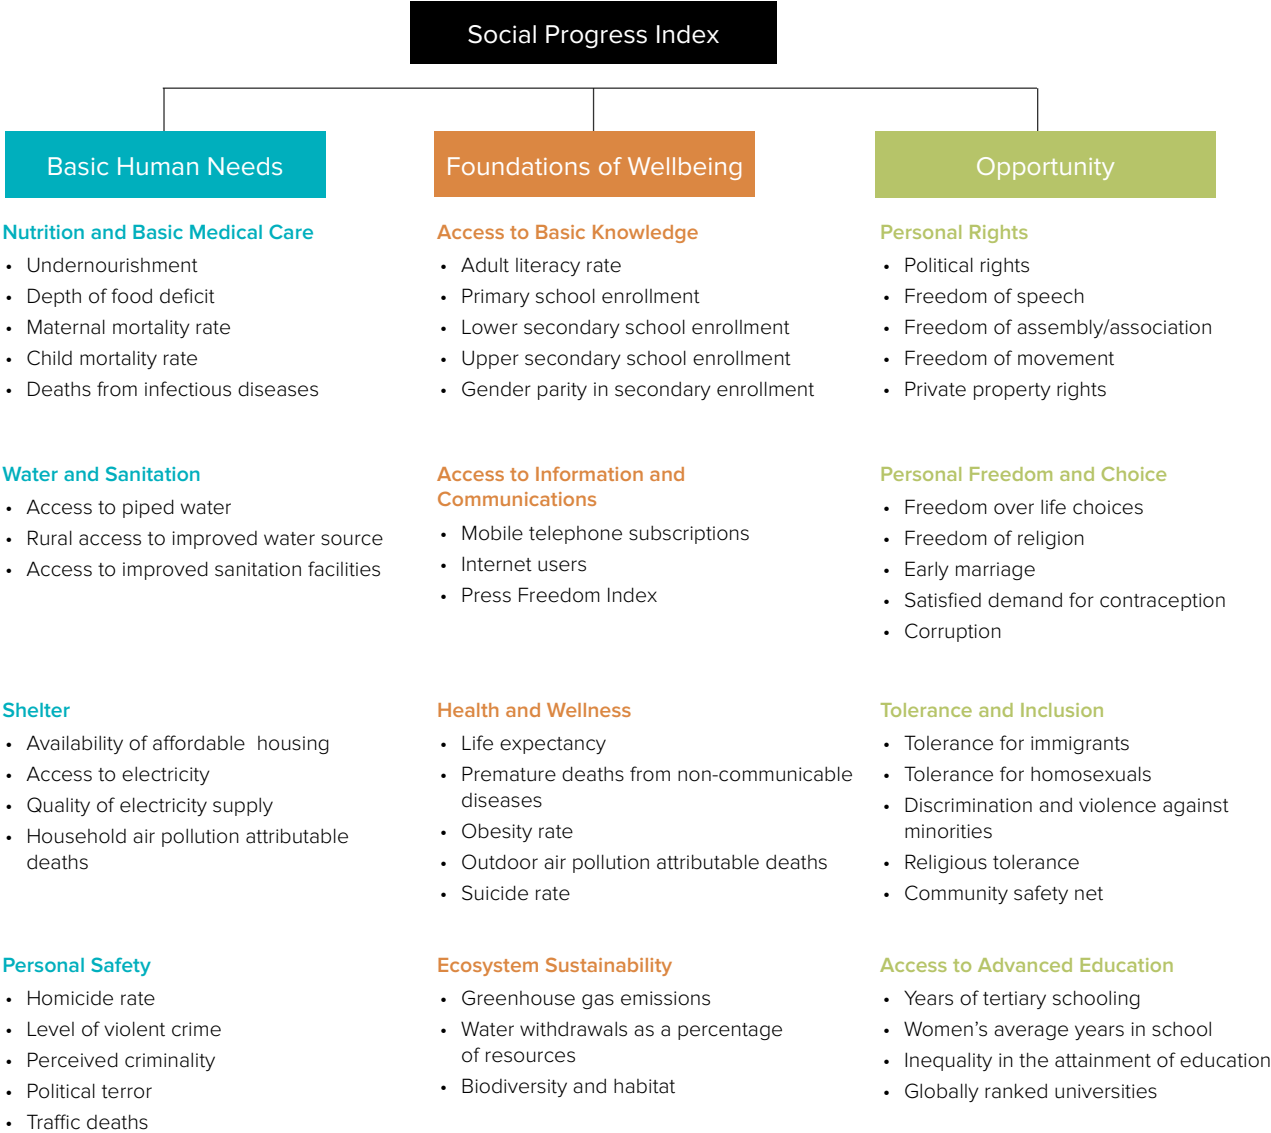 Social Progress Index
Basic Human Needs
Nutrition and Basic Medical Care
• Undernourishment
• Depth of food deficit
• Maternal mortality rate
• Child mortality rate
• Deaths from infectious diseases
Water and Sanitation
• Access to piped water
• Rural access to improved water source
• Access to improved sanitation facilities
Shelter
• Availability of affordable housing
• Access to electricity
• Quality of electricity supply
• Household air pollution attributable
deaths
Personal Safety
• Homicide rate
• Level of violent crime
• Perceived criminality
• Political terror
• Traffic deaths
Foundations of Wellbeing
Access to Basic Knowledge
• Adult literacy rate
• Primary school enrollment
• Lower secondary school enrollment
• Upper secondary school enrollment
• Gender parity in secondary enrollment
Access to Information and
Communications
• Mobile telephone subscriptions
• Internet users
• Press Freedom Index
Health and Wellness
• Life expectancy
• Premature deaths from non-communicable
diseases
• Obesity rate
• Outdoor air pollution attributable deaths
• Suicide rate
Ecosystem Sustainability
• Greenhouse gas emissions
• Water withdrawals as a percentage
of resources
• Biodiversity and habitat
Opportunity
Personal Rights
• Political rights
• Freedom of speech
• Freedom of assembly/association
• Freedom of movement
• Private property rights
Personal Freedom and Choice
• Freedom over life choices
• Freedom of religion
• Early marriage
• Satisfied demand for contraception
• Corruption
Tolerance and Inclusion
• Tolerance for immigrants
• Tolerance for homosexuals
• Discrimination and violence against
minorities
• Religious tolerance
• Community safety net
Access to Advanced Education
• Years of tertiary schooling
• Women’s average years in school
• Inequality in the attainment of education
• Globally ranked universities